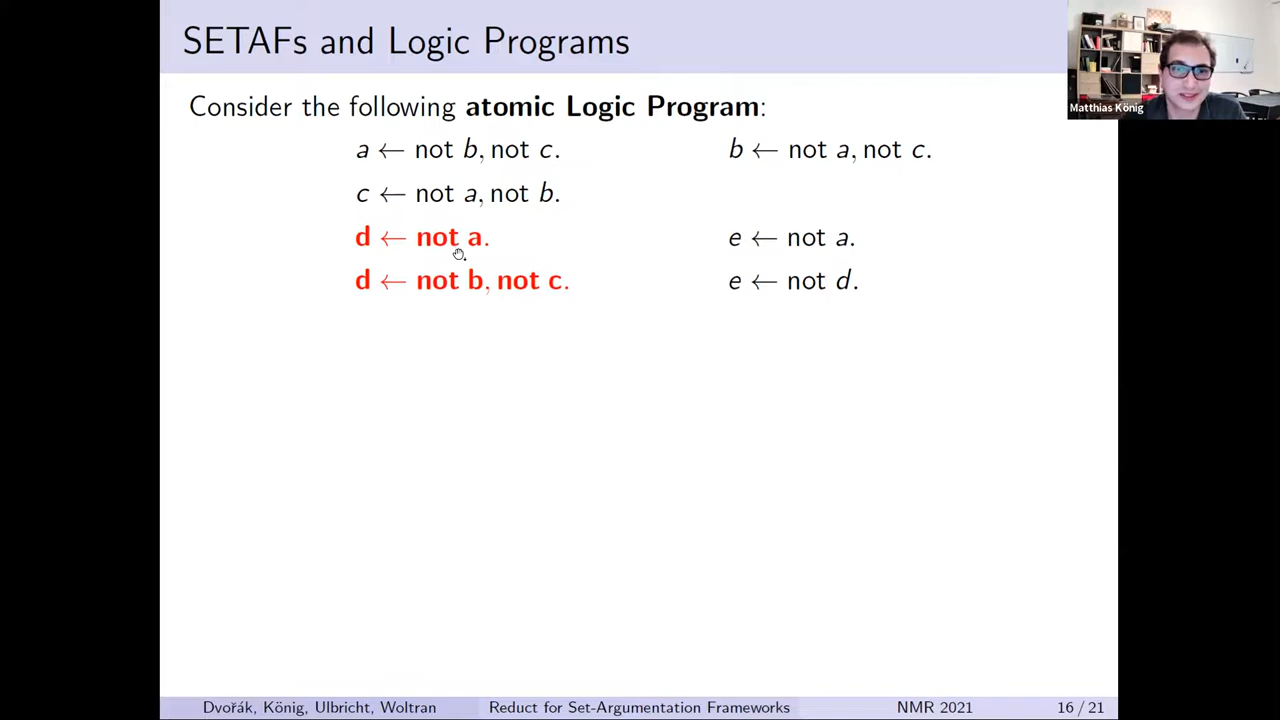 SETAFs and Logic Programs
Matthias König
Consider the following atomic Logic Program:
a ← not b, not c. b ← not a, not c.
c ← not a, not b.
d ← not a. e ← not a.
d ← not b, not c. e ← not d.
Dvořák, König, Ulbricht, Woltran Reduct for Set-Argumentation Frameworks NMR 2021 16 / 21